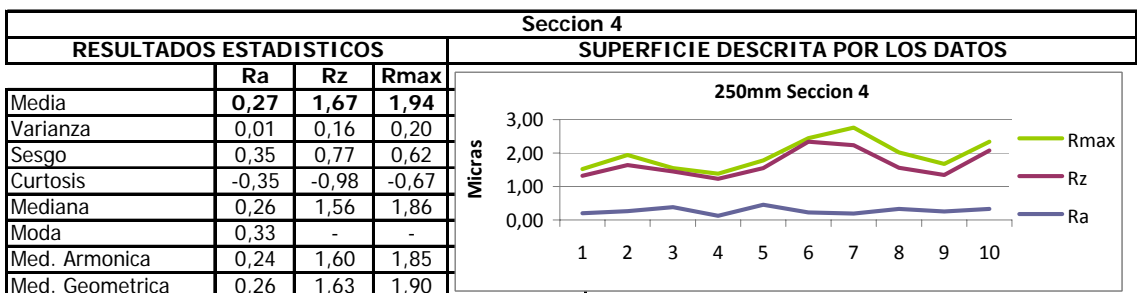 Seccion 4
RESULTADOS ESTADISTICOS
SUPERFICIE DESCRITA POR LOS DATOS
Ra Rz Rmax
Media 0,27 1,67 1,94
Varianza 0,01 0,16 0,20
Sesgo 0,35 0,77 0,62
Curtosis -0,35 -0,98 -0,67
Mediana 0,26 1,56 1,86
Moda 0,33 - -
Med. Armonica 0,24 1,60 1,85
Med. Geometrica 0,26 1,63 1,90
250mm Seccion 4
Micras
3,00
2,00
1,00
0,00
1 2 3 4 5 6 7 8 9 10
Rmax
Rz
Ra